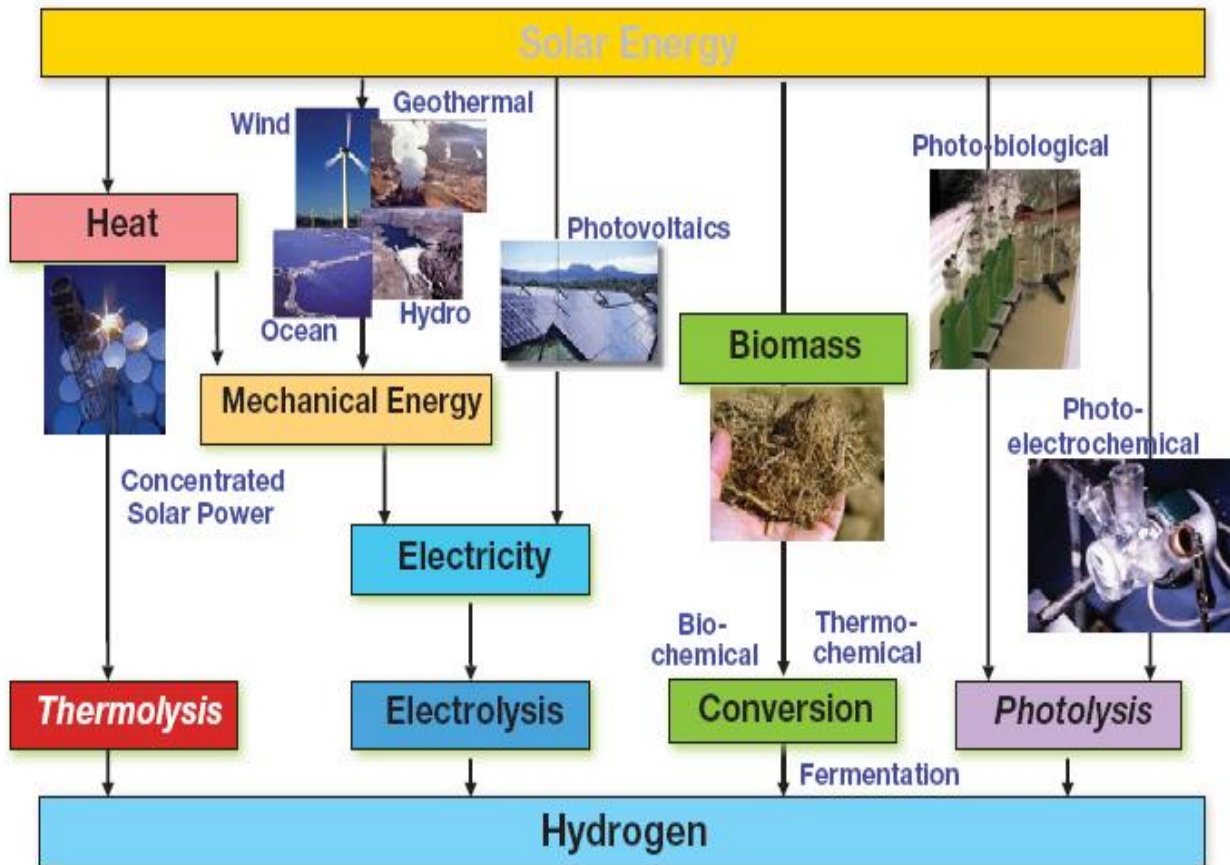 Solar Energy
Geothermal
Wind
Photo-biological
Heat
Photovoltaics
Ocean
Hydro
Biomass
Mechanical Energy
Photo-
electrochemical
Concentrated
Solar Power
Electricity
Bio-
chemical
Thermo-
chemical
Thermolysis
Electrolysis
Conversion
Photolysis
Fermentation
Hydrogen